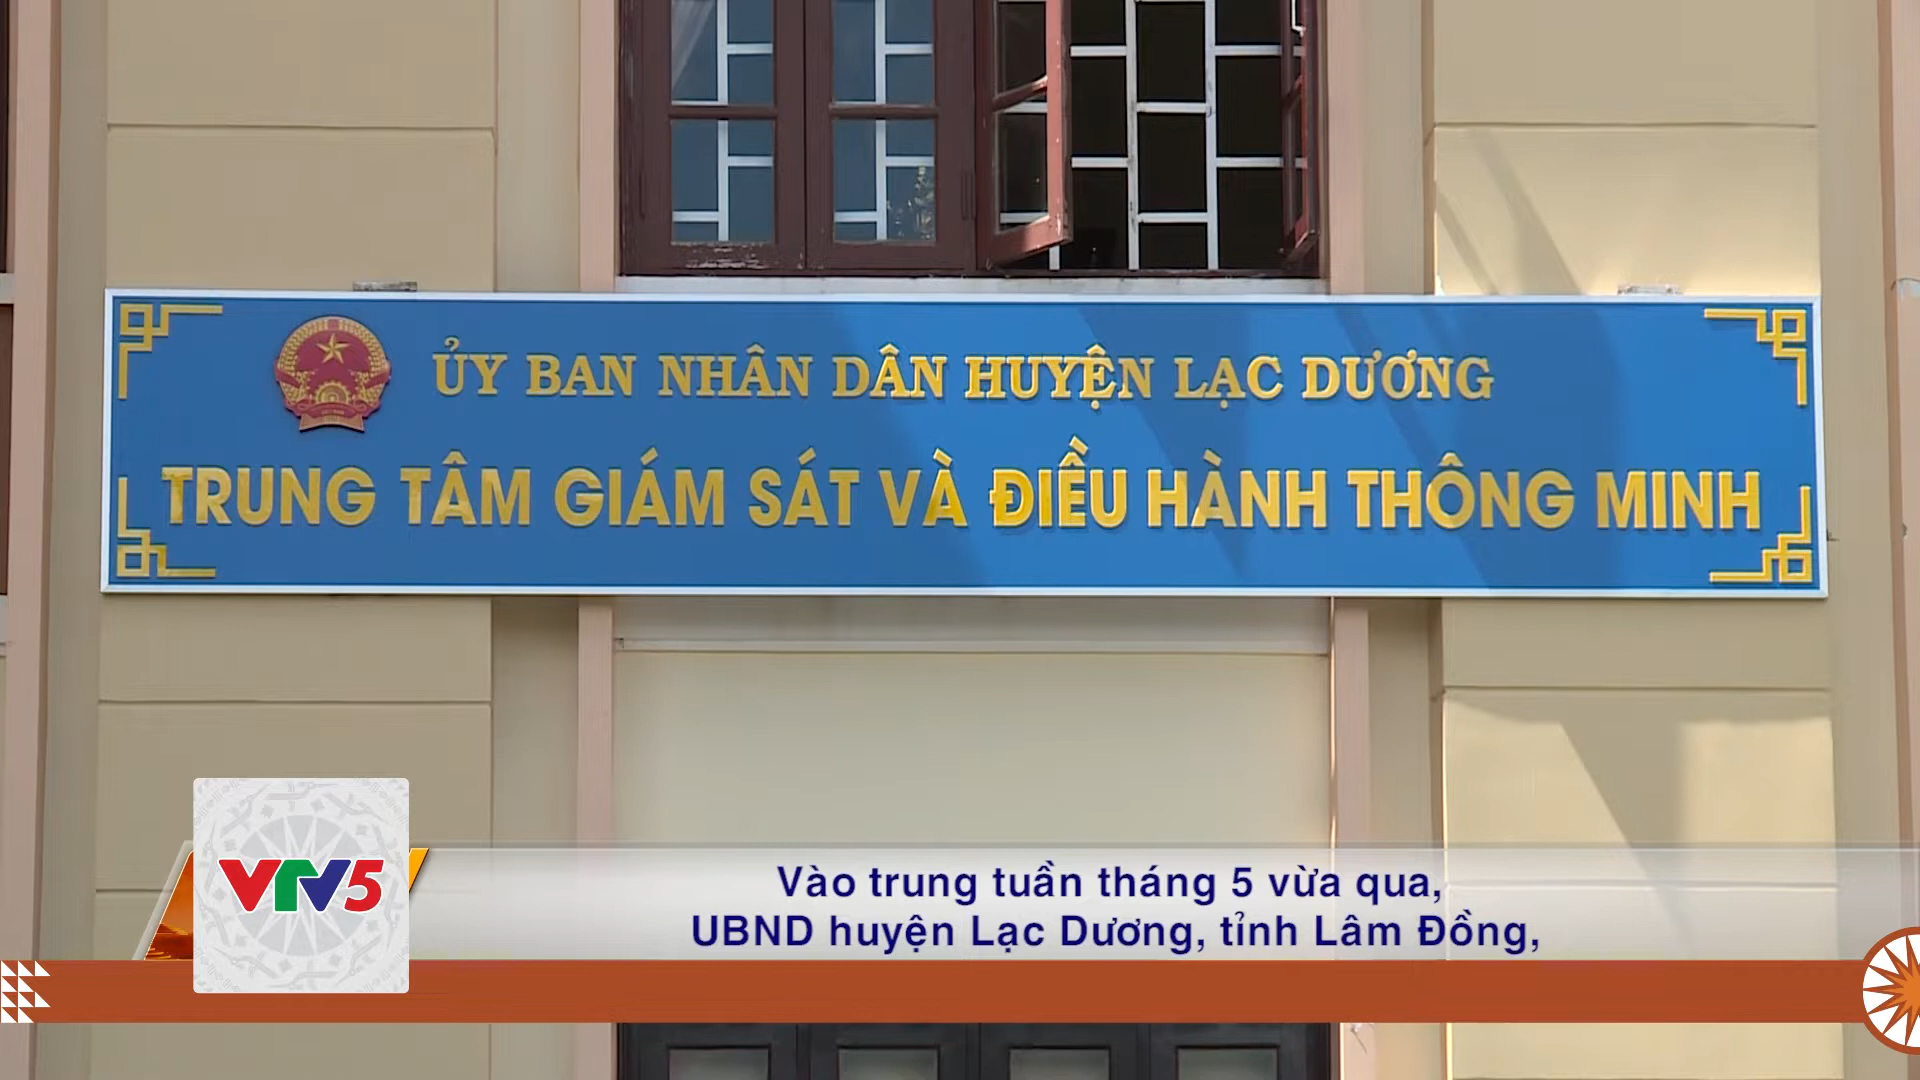 ỦY BAN NHÂN DÂN HUYỆN LẠC DƯƠNG
TRUNG TÂM GIÁM SÁT VÀ ĐIỀU HÀNH THÔNG MINH
VTV5
Vào trung tuần tháng 5 vừa qua,
UBND huyện Lạc Dương, tỉnh Lâm Đồng,